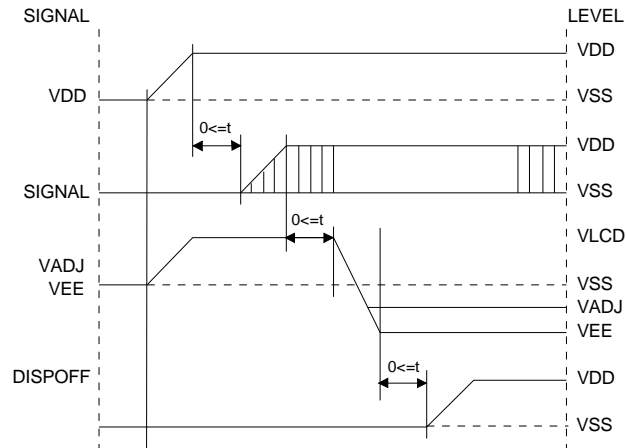 SIGNAL LEVEL
VDD
VDD VSS
0<=t
VDD
SIGNAL VSS
0<=t
VLCD
VADJ
VEE VSS
VADJ
VEE
0<=t
DISPOFF VDD
VSS